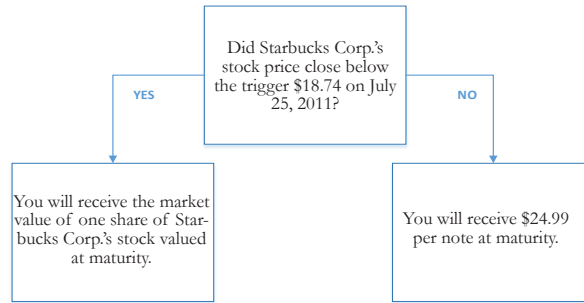 Did Starbucks Corp.'s
stock price close below
the trigger $18.74 on July
25, 2011?
YES
NO
You will receive the market
value of one share of Star-
bucks Corp.'s stock valued
at maturity.
You will receive $24.99
per note at maturity.